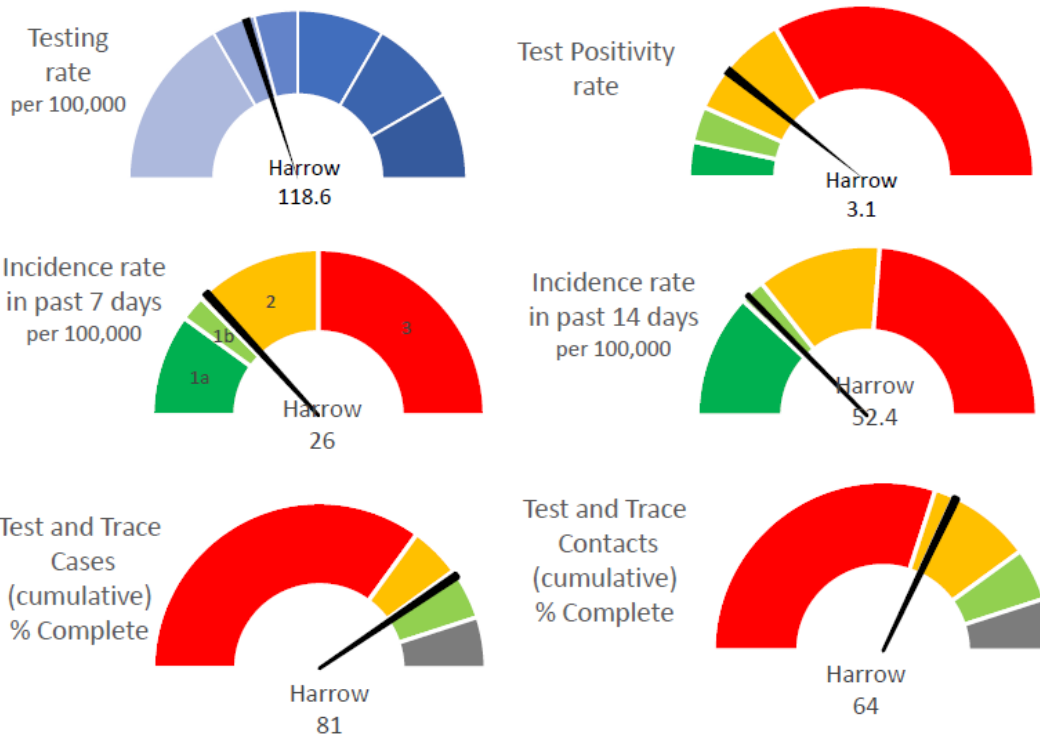 Testing
rate
per 100,000
Harrow
118.6
Test Positivity
rate
Harrow
3.1
Incidence rate
in past 7 days
per 100,000
1a
1b
2
3
Harrow
26
Incidence rate
in past 14 days
per 100,000
Harrow
52.4
Test and Trace
Cases
(cumulative)
% Complete
Harrow
81
Test and Trace
Contacts
(cumulative)
% Complete
Harrow
64